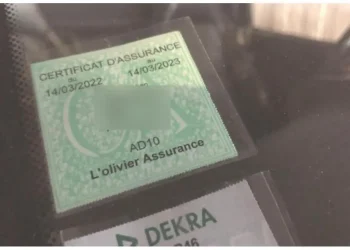 CERTIFICAT D'ASSURANCE
du au
14/03/2022 14/03/2023
AD10
L'olivier Assurance
DEKRA